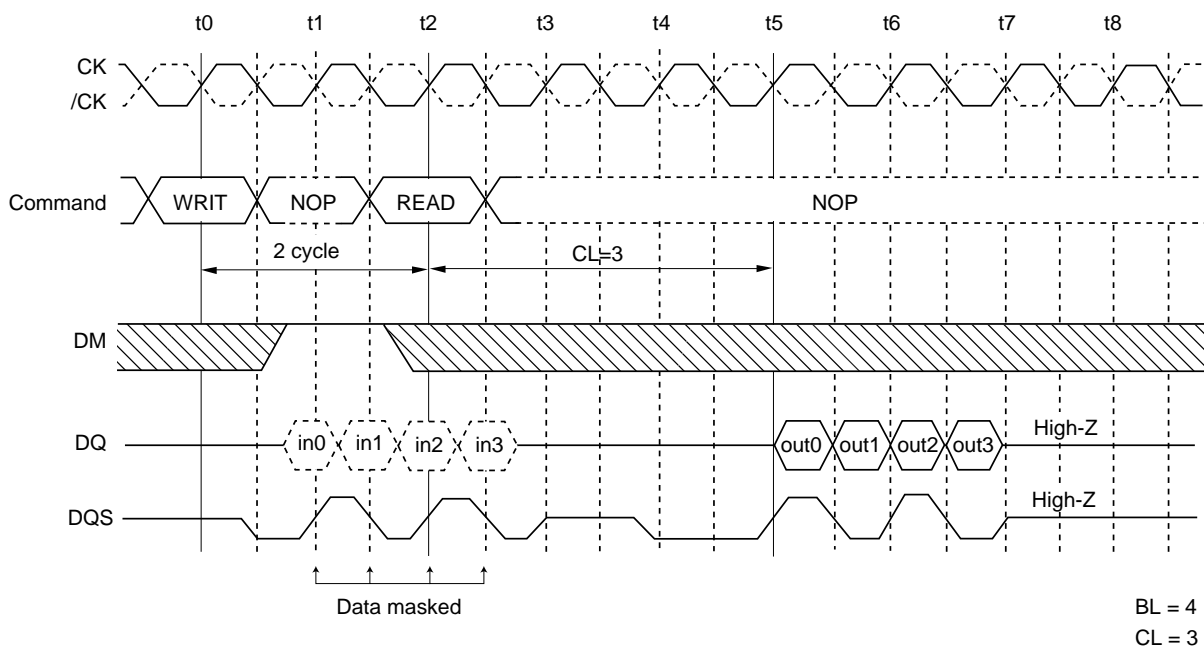 t0 t1 t2 t3 t4 t5 t6 t7 t8
CK
/CK
Command WRIT NOP READ NOP
2 cycle CL=3
DM
DQ in0 in1 in2 in3 out0 out1 out2 out3 High-Z
DQS High-Z
Data masked
BL = 4
CL = 3